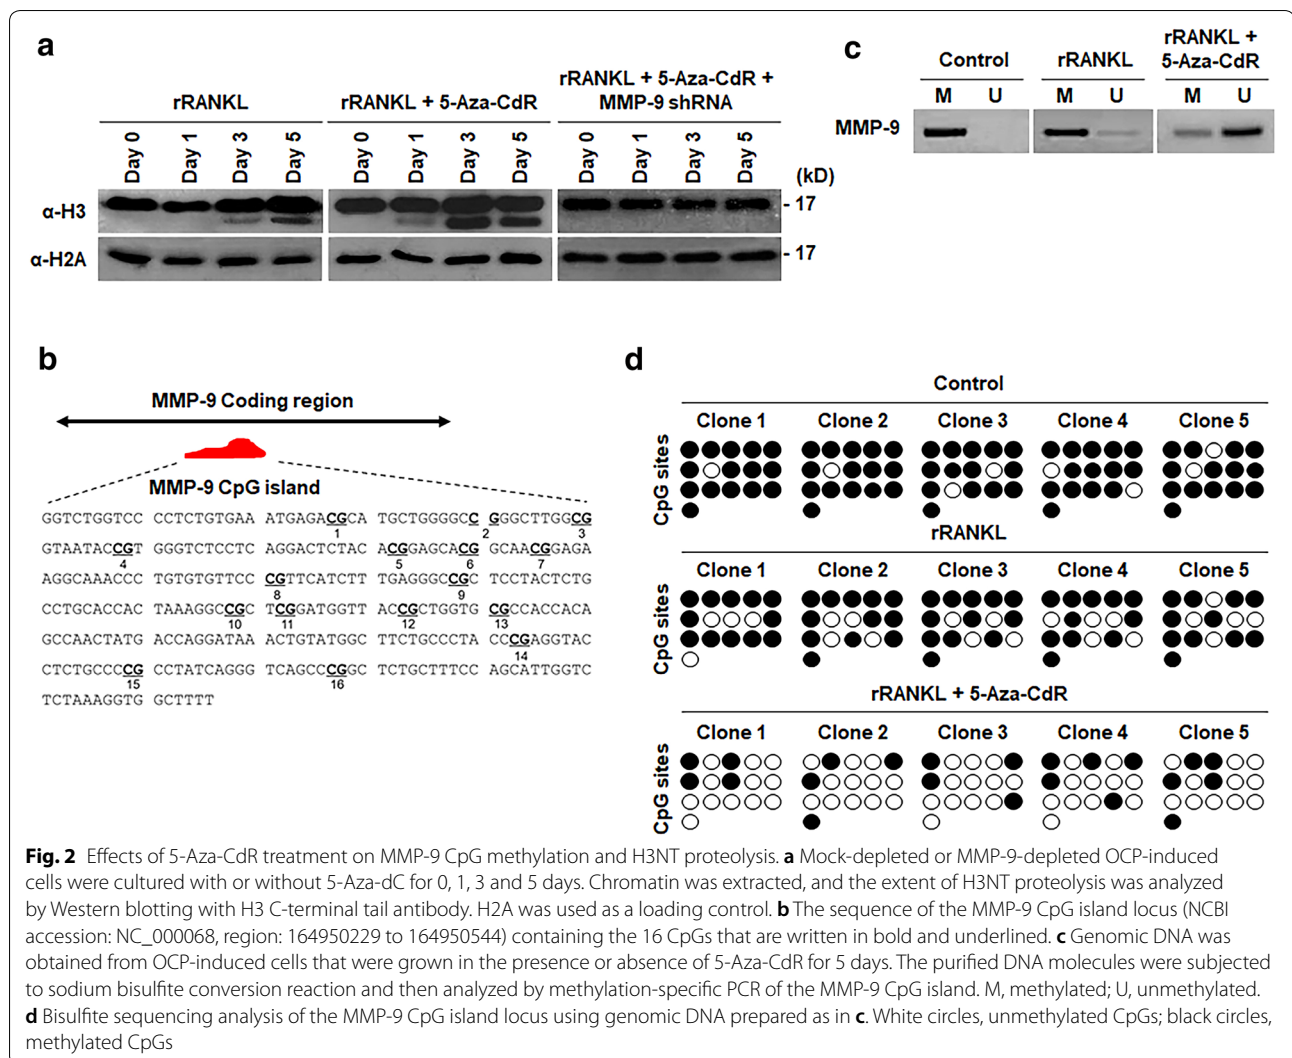 a
rRANKL
rRANKL + 5-Aza-CdR
rRANKL + 5-Aza-CdR +
MMP-9 shRNA
Day 0 Day 1 Day 3 Day 5 Day 0 Day 1 Day 3 Day 5 Day 0 Day 1 Day 3 Day 5
(kD)
α-H3 - 17
α-H2A - 17
c
Control rRANKL rRANKL +
5-Aza-CdR
M U M U M U
MMP-9
b
MMP-9 Coding region
MMP-9 CpG island
GGTCTGGTCC CCTCTGTGAA ATGAGACGCA TGCTGGGGCC GGGCTTGGCG
1 2 3
GTAATACCGT GGGTCTCCTC AGGACTCTAC ACGGAGCACG GCAACGGAGA
4 5 6 7
AGGCAAACCC TGTGTGTTCC CGTTCATCTT TGAGGGCCGC TCCTACTCTG
8 9
CCTGCACCAC TAAAGGCCGC TCGGATGGTT ACCGCTGGTG CGCCACCACA
10 11 12 13
GCCAACTATG ACCAGGATAA ACTGTATGGC TTCTGCCCTA CCCGAGGTAC
14
CTCTGCCCCG CCTATCAGGG TCAGCCCGGC TCTGCTTTCC AGCATTGGTC
15 16
TCTAAAGGTG GCTTTT
d
Control
Clone 1 Clone 2 Clone 3 Clone 4 Clone 5
CpG sites
rRANKL
Clone 1 Clone 2 Clone 3 Clone 4 Clone 5
CpG sites
rRANKL + 5-Aza-CdR
Clone 1 Clone 2 Clone 3 Clone 4 Clone 5
CpG sites
Fig. 2 Effects of 5-Aza-CdR treatment on MMP-9 CpG methylation and H3NT proteolysis. a Mock-depleted or MMP-9-depleted OCP-induced
cells were cultured with or without 5-Aza-dC for 0, 1, 3 and 5 days. Chromatin was extracted, and the extent of H3NT proteolysis was analyzed
by Western blotting with H3 C-terminal tail antibody. H2A was used as a loading control. b The sequence of the MMP-9 CpG island locus (NCBI
accession: NC_000068, region: 164950229 to 164950544) containing the 16 CpGs that are written in bold and underlined. c Genomic DNA was
obtained from OCP-induced cells that were grown in the presence or absence of 5-Aza-CdR for 5 days. The purified DNA molecules were subjected
to sodium bisulfite conversion reaction and then analyzed by methylation-specific PCR of the MMP-9 CpG island. M, methylated; U, unmethylated.
d Bisulfite sequencing analysis of the MMP-9 CpG island locus using genomic DNA prepared as in c. White circles, unmethylated CpGs; black circles,
methylated CpGs